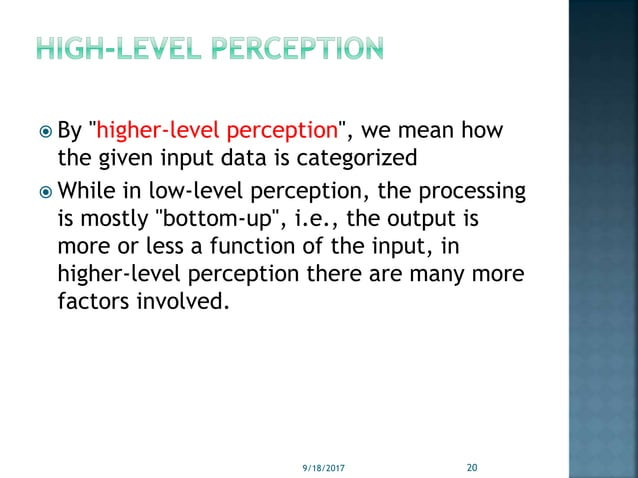 HIGH-LEVEL PERCEPTION
By "higher-level perception", we mean how
the given input data is categorized
While in low-level perception, the processing
is mostly "bottom-up", i.e., the output is
more or less a function of the input, in
higher-level perception there are many more
factors involved.
9/18/2017 20